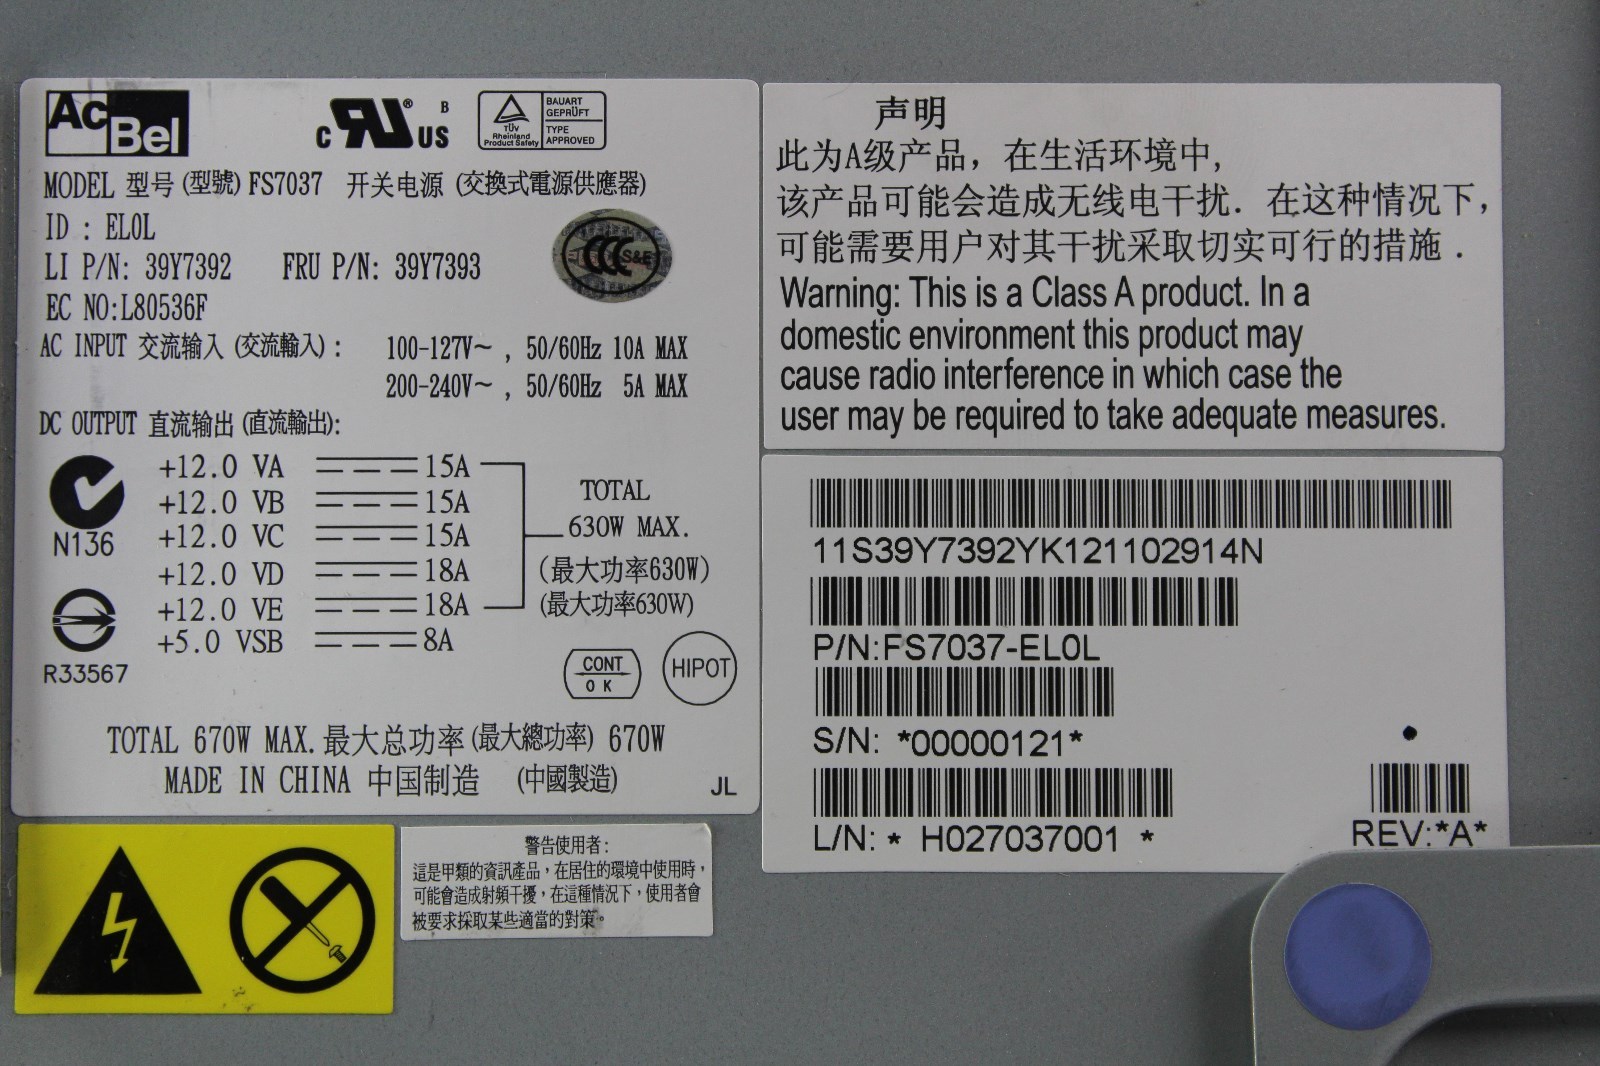 AcBel
c RU ® US B
TÜV Rheinland Product Safety
BAUART GEPRÜFT
TYPE APPROVED
MODEL 型号 (型號) FS7037 开关电源 (交換式電源供應器)
ID : EL0L
LI P/N: 39Y7392 FRU P/N: 39Y7393
CCC S&E
EC NO:L80536F
AC INPUT 交流输入 (交流輸入) : 100-127V~ , 50/60Hz 10A MAX
200-240V~ , 50/60Hz 5A MAX
DC OUTPUT 直流输出 (直流輸出):
+12.0 VA 15A
+12.0 VB 15A
+12.0 VC 15A
+12.0 VD 18A
+12.0 VE 18A
+5.0 VSB 8A
TOTAL
630W MAX.
(最大功率630W)
(最大功率630W)
N136
R33567
CONT
OK
HIPOT
TOTAL 670W MAX. 最大总功率 (最大總功率) 670W
MADE IN CHINA 中国制造 (中國製造)
JL
声明
此为A级产品，在生活环境中,
该产品可能会造成无线电干扰．在这种情况下，
可能需要用户对其干扰采取切实可行的措施．
Warning: This is a Class A product. In a
domestic environment this product may
cause radio interference in which case the
user may be required to take adequate measures.
11S39Y7392YK121102914N
P/N:FS7037-EL0L
S/N: *00000121*
L/N: * H027037001 *
REV:*A*
警告使用者:
這是甲類的資訊產品，在居住的環境中使用時，
可能會造成射頻干擾，在這種情況下，使用者會
被要求採取某些適當的對策。